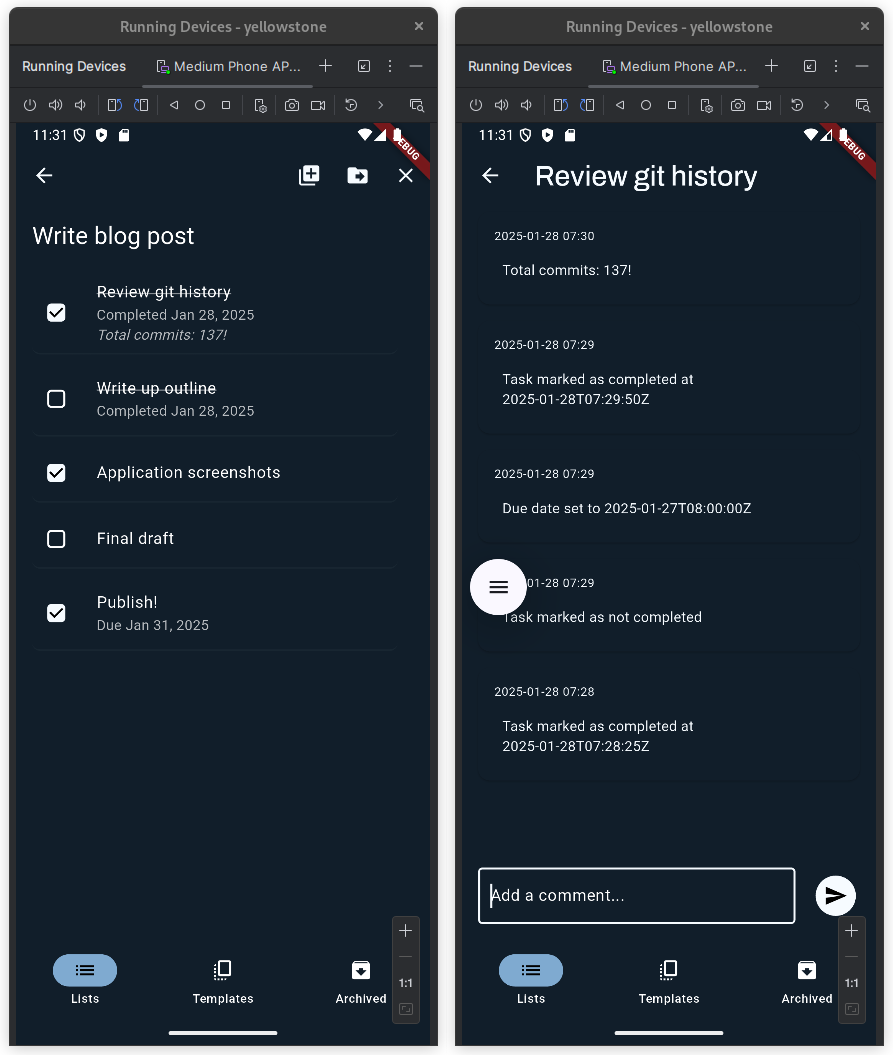 Running Devices - yellowstone
Running Devices
Medium Phone AP...
11:31
EBUG
Write blog post
Review git history
Completed Jan 28, 2025
Total commits: 137!
Write up outline
Completed Jan 28, 2025
Application screenshots
Final draft
Publish!
Due Jan 31, 2025
1:1
Lists
Templates
Archived
Running Devices - yellowstone
Running Devices
Medium Phone AP...
11:31
EBUG
Review git history
2025-01-28 07:30
Total commits: 137!
2025-01-28 07:29
Task marked as completed at
2025-01-28T07:29:50Z
2025-01-28 07:29
Due date set to 2025-01-27T08:00:00Z
01-28 07:29
Task marked as not completed
2025-01-28 07:28
Task marked as completed at
2025-01-28T07:28:25Z
Add a comment...
1:1
Lists
Templates
Archived